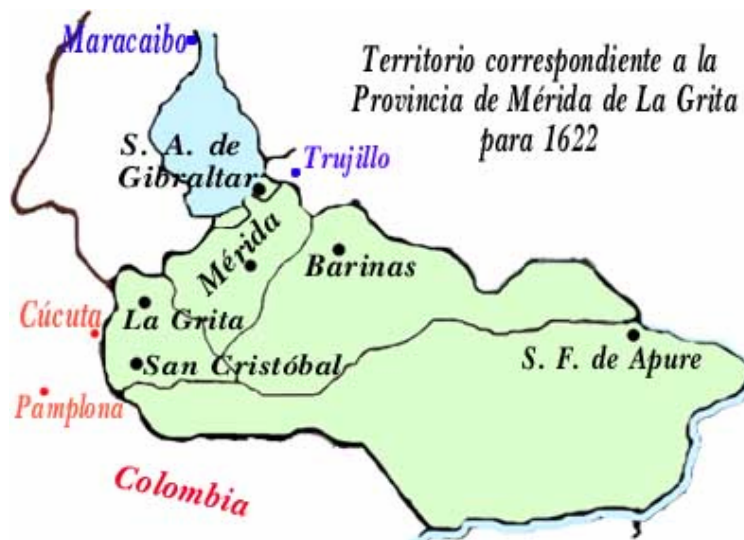 Maracaibo
Territorio correspondiente a la
Provincia de Mérida de La Grita
para 1622
S. A. de
Gibraltar
Trujillo
Mérida
Barinas
La Grita
Cúcuta
San Cristóbal
S. F. de Apure
Pamplona
Colombia